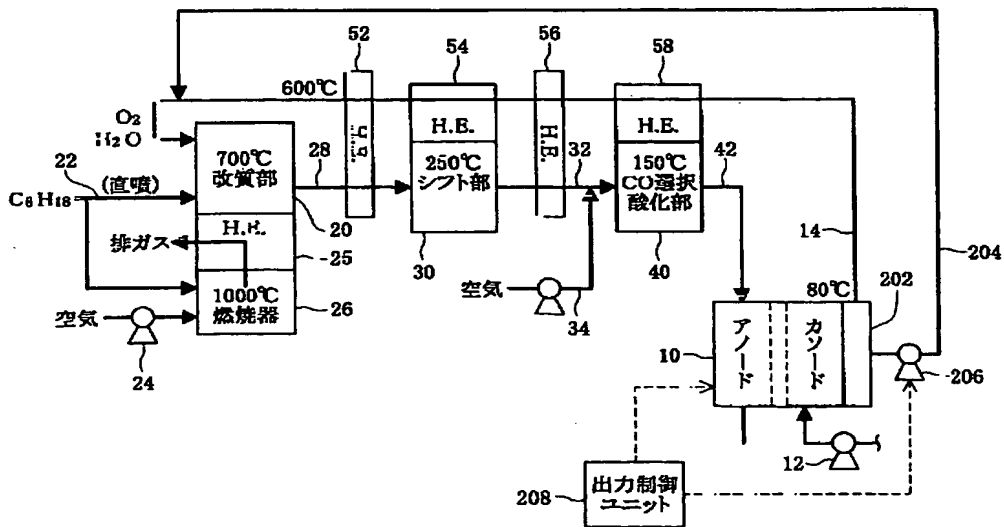 52
54
56
58
600℃
O₂
H₂O
H.E.
H.E.
H.E.
22
(直噴)
C₈H₁₈
700℃
改質部
28
250℃
シフト部
32
150℃
CO選択
酸化部
42
排ガス
H.E.
20
25
30
40
14
204
空気
1000℃
燃焼器
26
24
空気
34
80℃
202
10
アノード
カソード
206
12
208
出力制御
ユニット